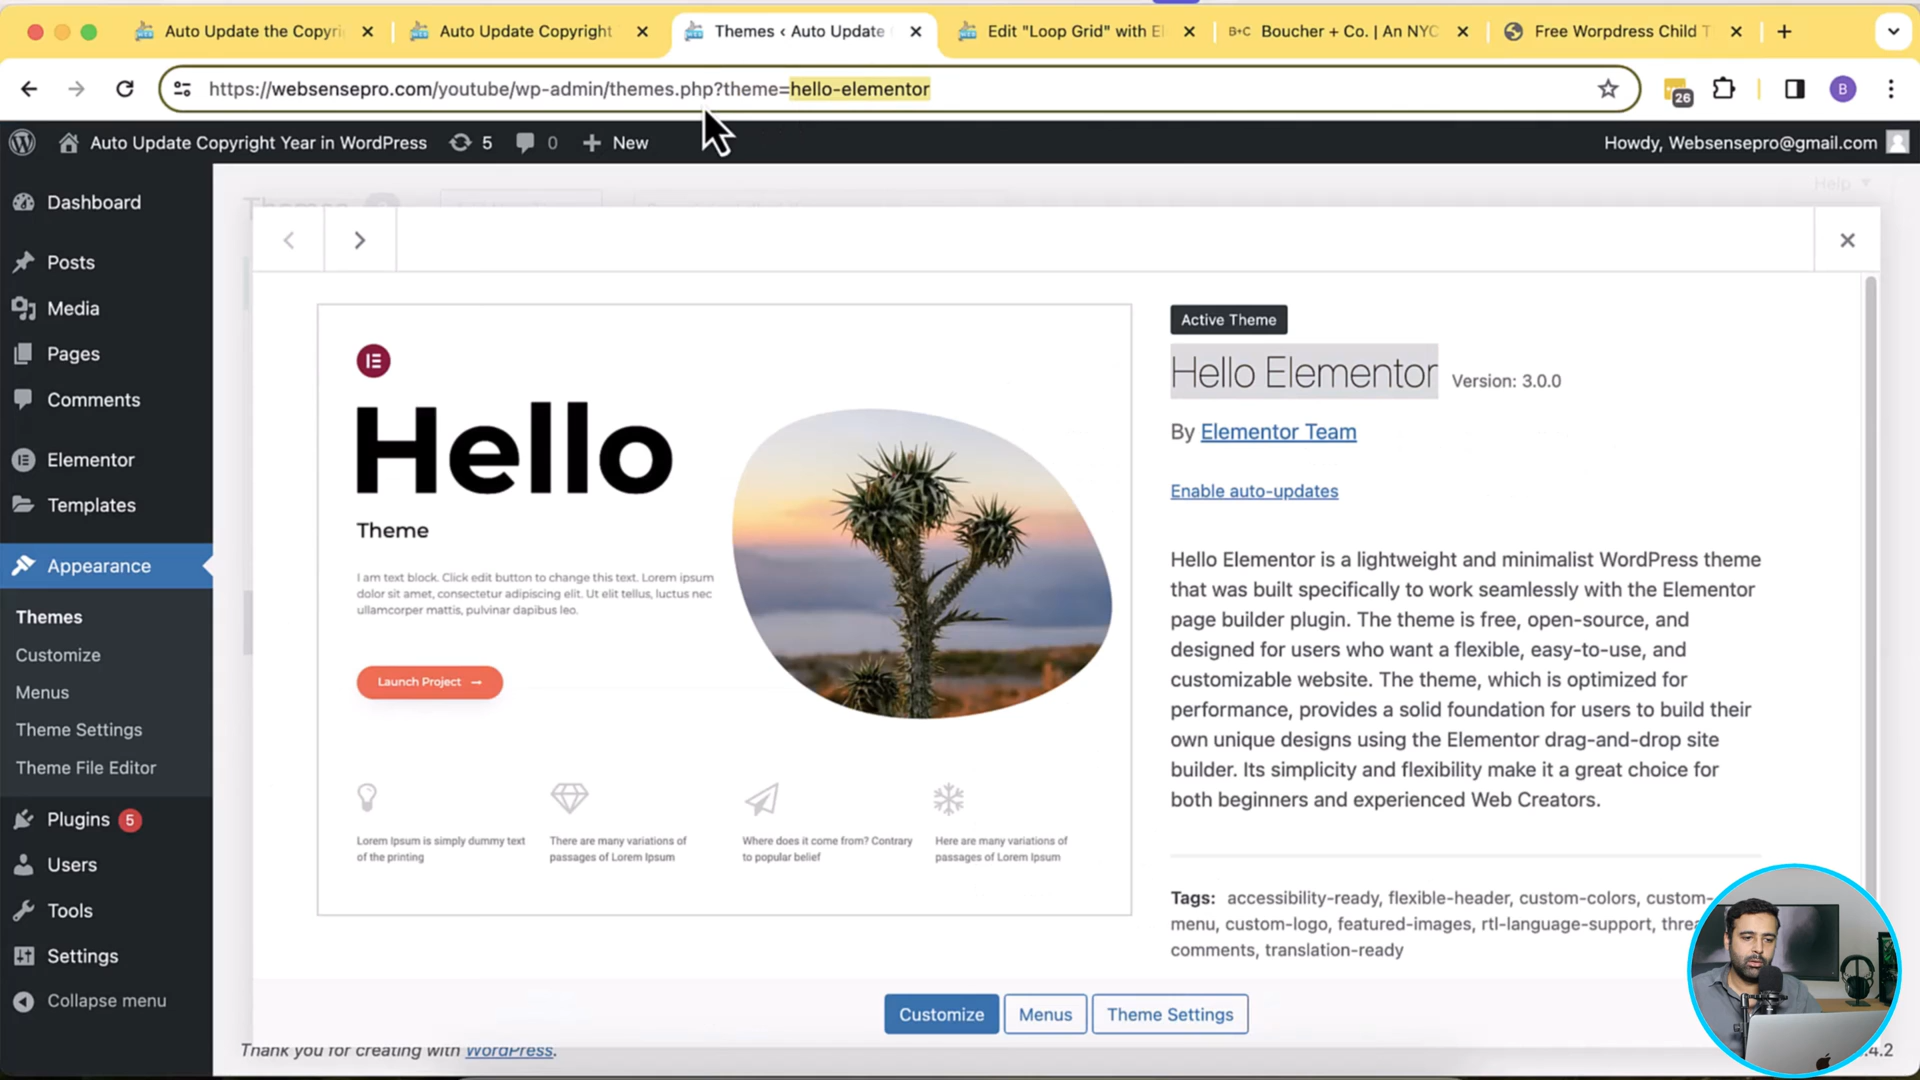 Auto Update the Copyri
Auto Update Copyright
Themes ‹ Auto Update
Edit "Loop Grid" with El
B+C Boucher + Co. | An NYC
Free Worpdress Child T
https://websensepro.com/youtube/wp-admin/themes.php?theme=hello-elementor
26
B
Auto Update Copyright Year in WordPress
5
0
New
Howdy, Websensepro@gmail.com
Dashboard
Posts
Media
Pages
Comments
Elementor
Templates
Appearance
Themes
Customize
Menus
Theme Settings
Theme File Editor
Plugins 5
Users
Tools
Settings
Collapse menu
Themes
Help
Hello
Theme
I am text block. Click edit button to change this text. Lorem ipsum
dolor sit amet, consectetur adipiscing elit. Ut elit tellus, luctus nec
ullamcorper mattis, pulvinar dapibus leo.
Launch Project →
Lorem Ipsum is simply dummy text
of the printing
There are many variations of
passages of Lorem Ipsum
Where does it come from? Contrary
to popular belief
Here are many variations of
passages of Lorem Ipsum
Active Theme
Hello Elementor Version: 3.0.0
By Elementor Team
Enable auto-updates
Hello Elementor is a lightweight and minimalist WordPress theme
that was built specifically to work seamlessly with the Elementor
page builder plugin. The theme is free, open-source, and
designed for users who want a flexible, easy-to-use, and
customizable website. The theme, which is optimized for
performance, provides a solid foundation for users to build their
own unique designs using the Elementor drag-and-drop site
builder. Its simplicity and flexibility make it a great choice for
both beginners and experienced Web Creators.
Tags: accessibility-ready, flexible-header, custom-colors, custom-
menu, custom-logo, featured-images, rtl-language-support, threa
comments, translation-ready
Customize
Menus
Theme Settings
Thank you for creating with WordPress.
.4.2